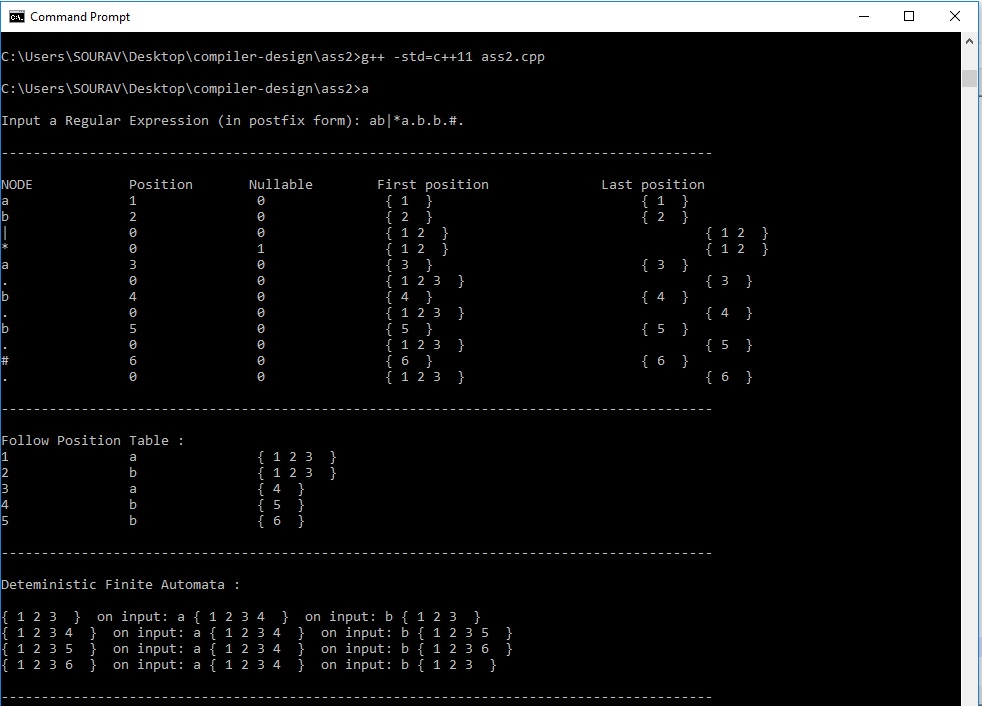 Command Prompt
C:\Users\SOURAV\Desktop\compiler-design\ass2>g++ -std=c++11 ass2.cpp
C:\Users\SOURAV\Desktop\compiler-design\ass2>a
Input a Regular Expression (in postfix form): ab|*a.b.b.#.
-----------------------------------------------------------------------------------------
NODE Position Nullable First position Last position
a 1 0 { 1 } { 1 }
b 2 0 { 2 } { 2 }
| 0 0 { 1 2 } { 1 2 }
* 0 1 { 1 2 } { 1 2 }
a 3 0 { 3 } { 3 }
. 0 0 { 1 2 3 } { 3 }
b 4 0 { 4 } { 4 }
. 0 0 { 1 2 3 } { 4 }
b 5 0 { 5 } { 5 }
. 0 0 { 1 2 3 } { 5 }
# 6 0 { 6 } { 6 }
. 0 0 { 1 2 3 } { 6 }
-----------------------------------------------------------------------------------------
Follow Position Table :
1 a { 1 2 3 }
2 b { 1 2 3 }
3 a { 4 }
4 b { 5 }
5 b { 6 }
-----------------------------------------------------------------------------------------
Deteministic Finite Automata :
{ 1 2 3 } on input: a { 1 2 3 4 } on input: b { 1 2 3 }
{ 1 2 3 4 } on input: a { 1 2 3 4 } on input: b { 1 2 3 5 }
{ 1 2 3 5 } on input: a { 1 2 3 4 } on input: b { 1 2 3 6 }
{ 1 2 3 6 } on input: a { 1 2 3 4 } on input: b { 1 2 3 }
-----------------------------------------------------------------------------------------